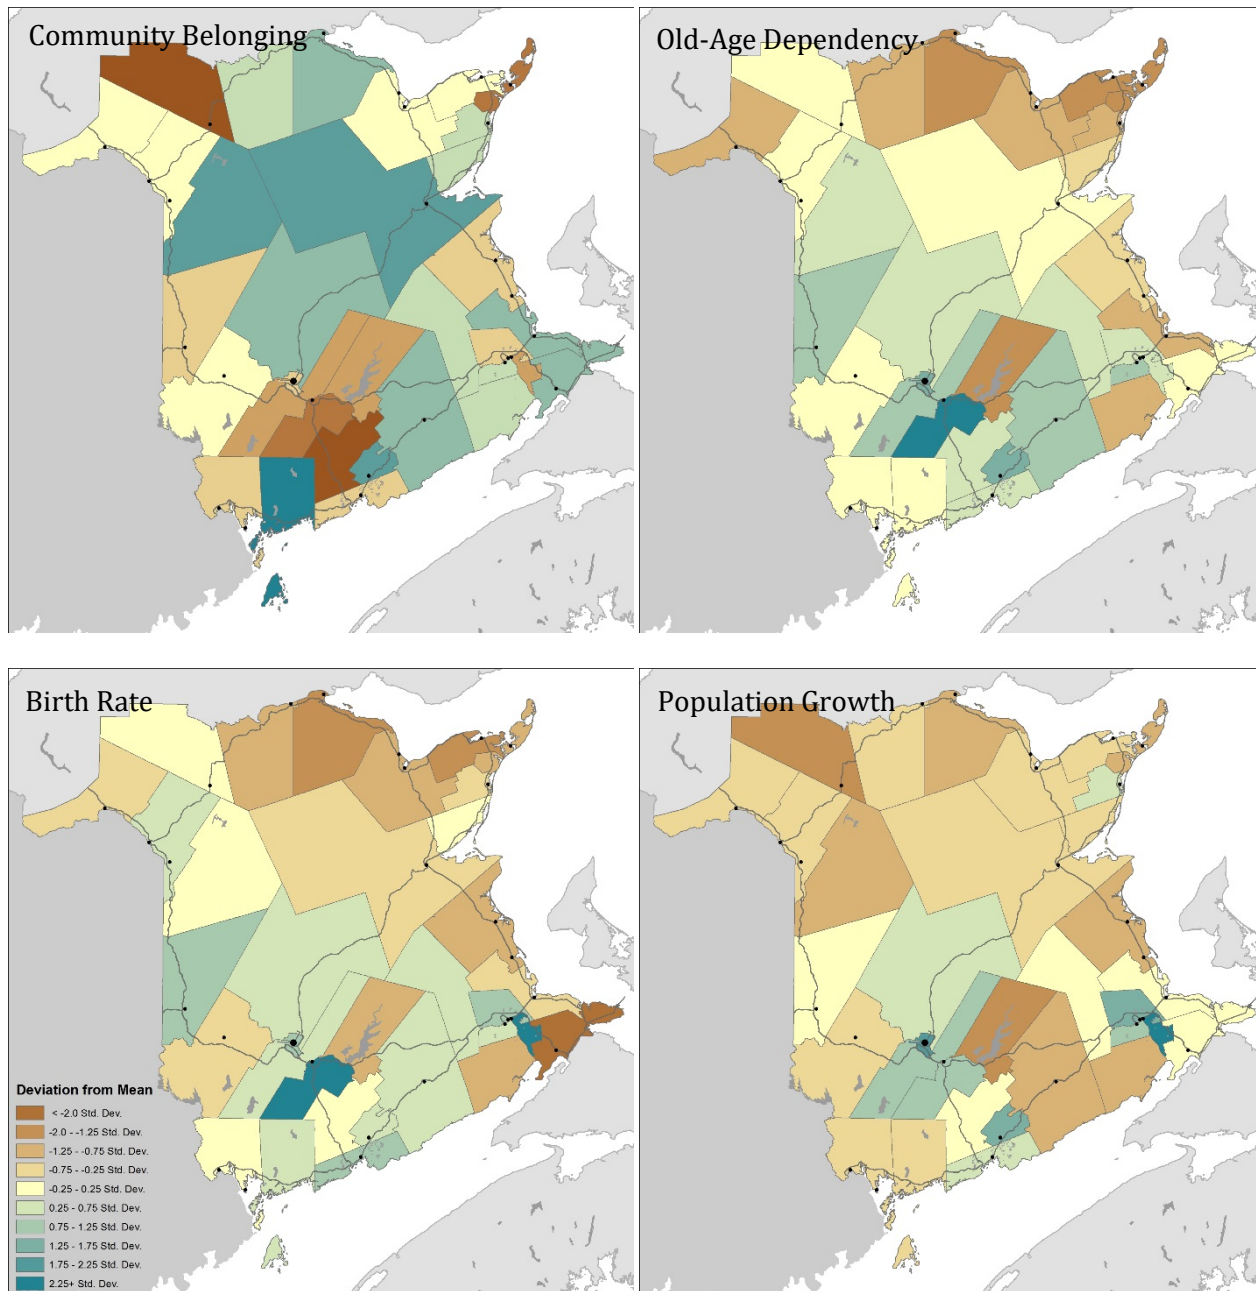 Community Belonging
Old-Age Dependency
Birth Rate
Population Growth
Deviation from Mean
< -2.0 Std. Dev.
-2.0 - -1.25 Std. Dev.
-1.25 - -0.75 Std. Dev.
-0.75 - -0.25 Std. Dev.
-0.25 - 0.25 Std. Dev.
0.25 - 0.75 Std. Dev.
0.75 - 1.25 Std. Dev.
1.25 - 1.75 Std. Dev.
1.75 - 2.25 Std. Dev.
2.25+ Std. Dev.